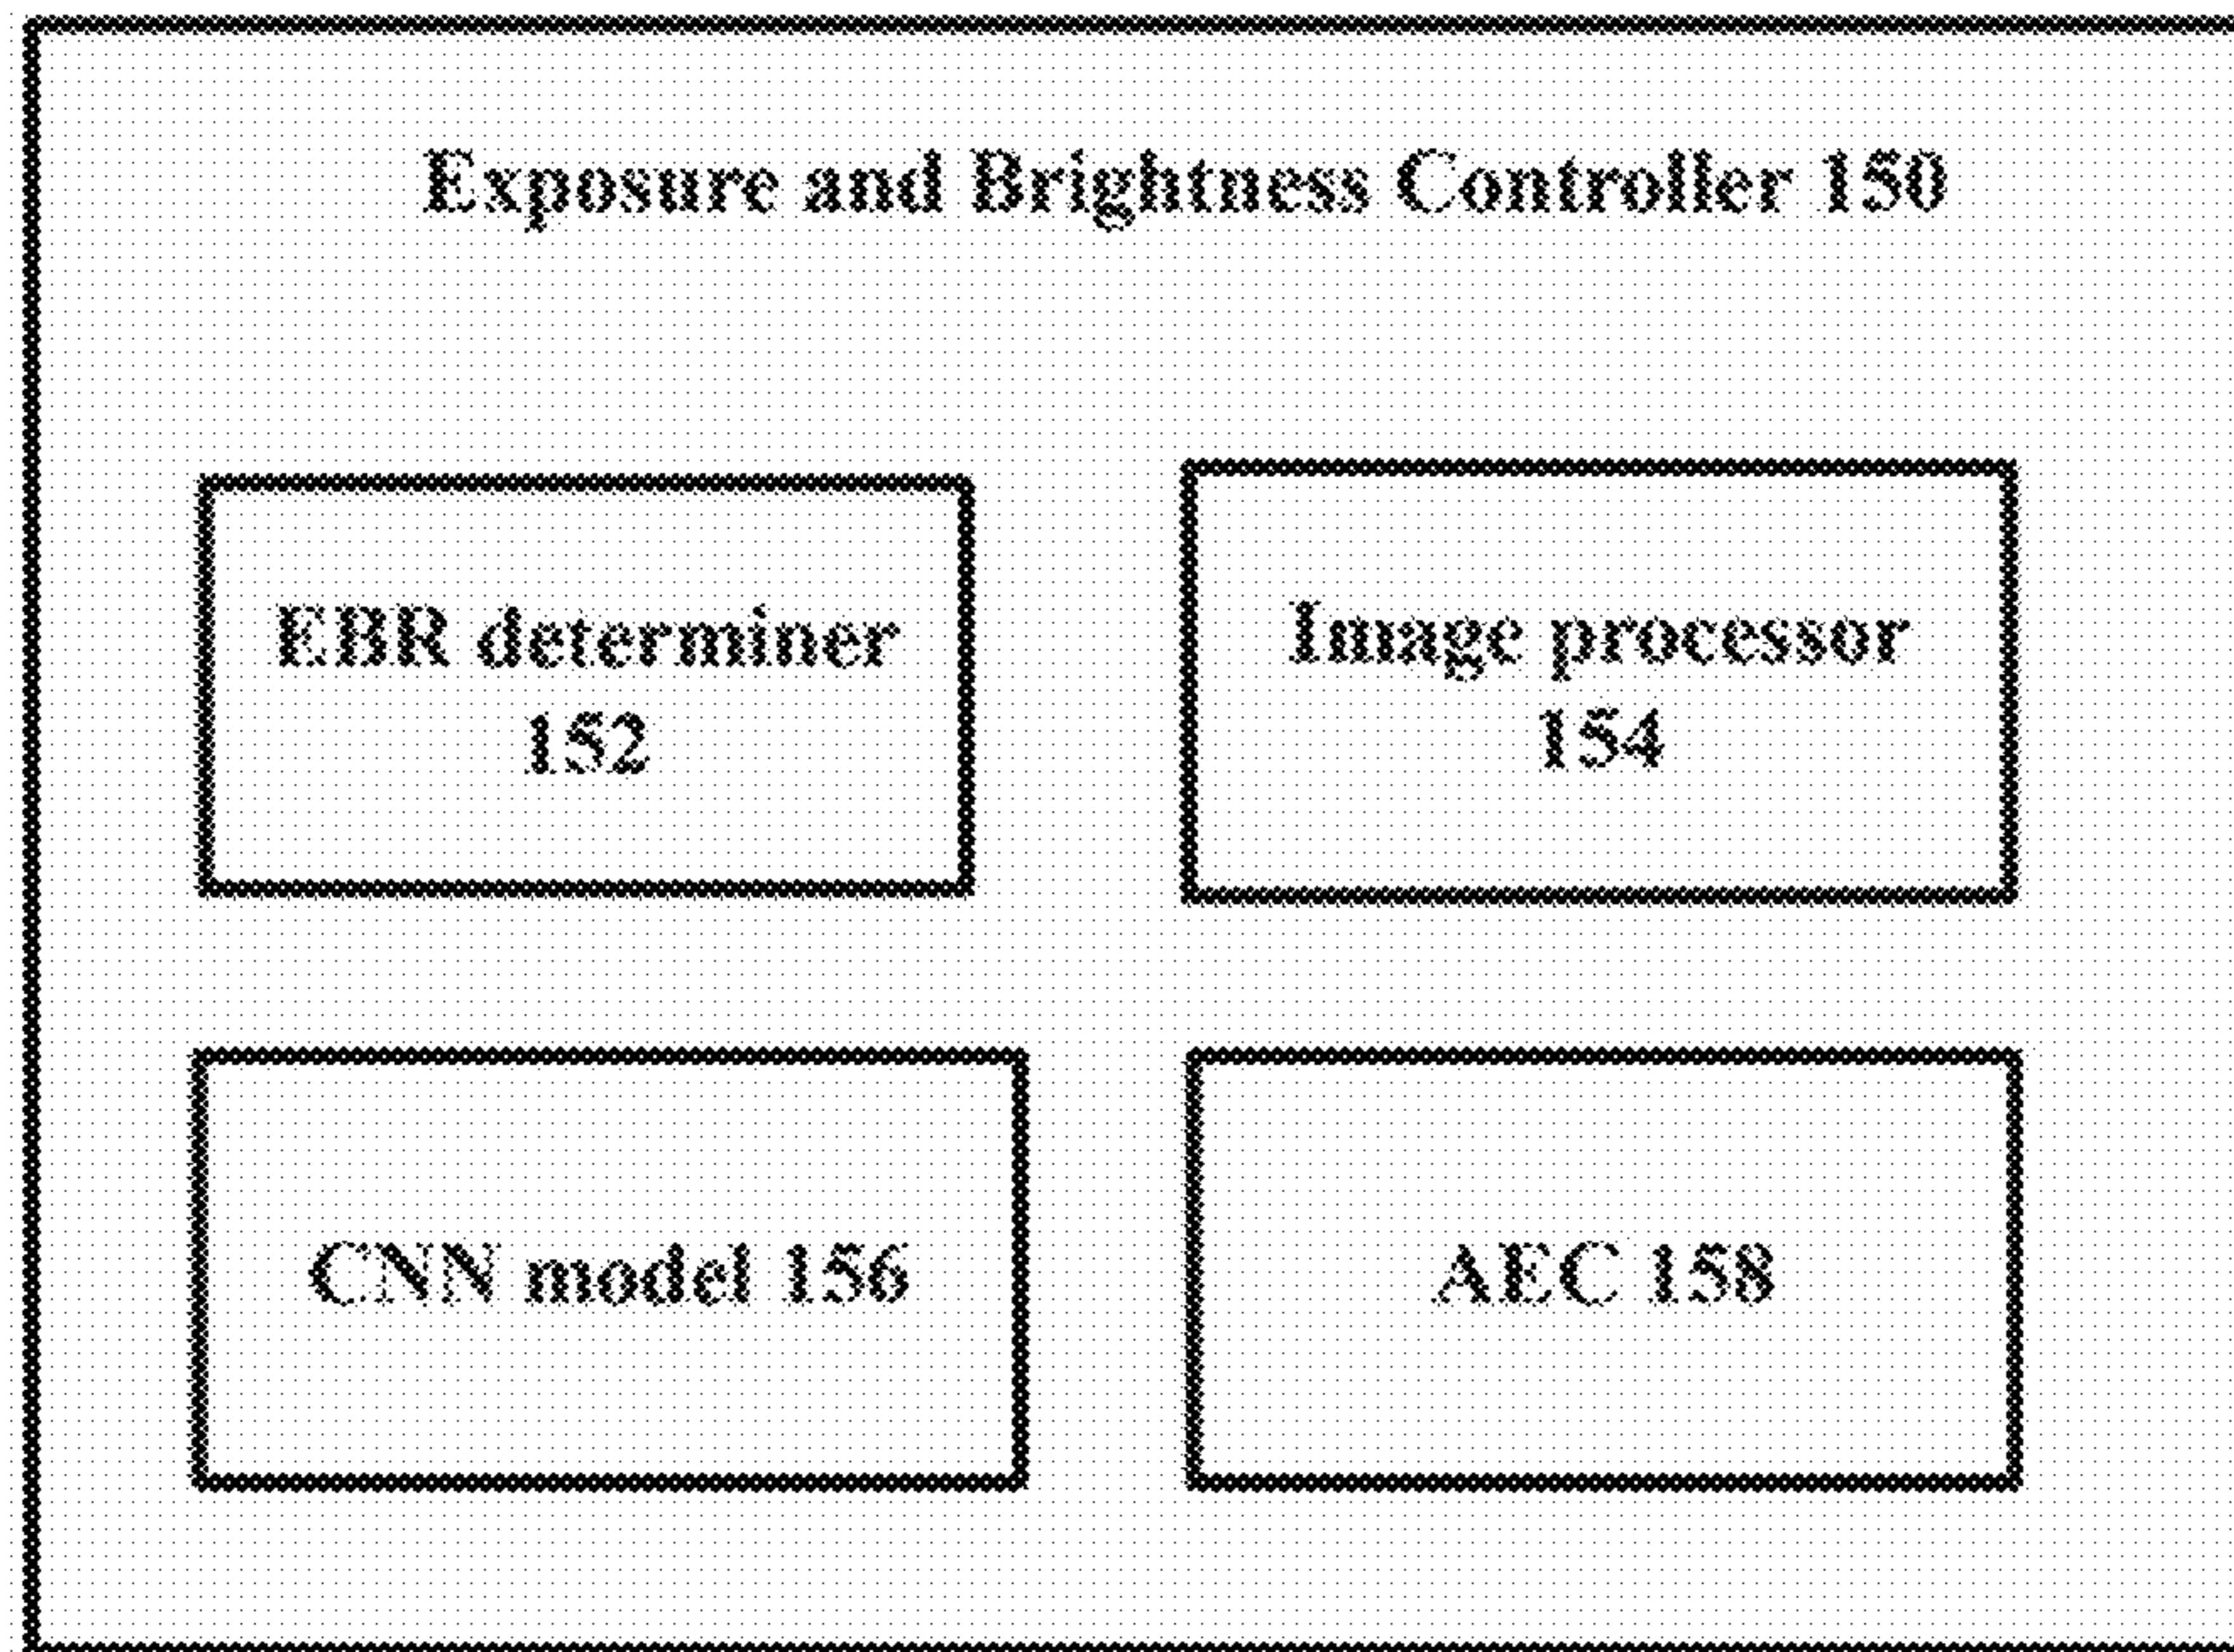 Exposure and Brightness Controller 150
EBR determiner
152
Image processor
154
CNN model 156
AEC 158